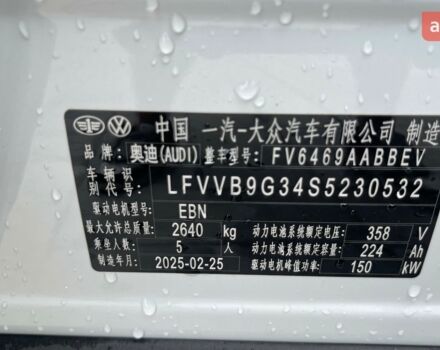 中国 一汽-大众汽车有限公司 制造
品牌: 奥迪(AUDI) 整车型号: FV6469AABBEV
车辆识别代号: LFVVB9G34S5230532
驱动电机型号: EBN 动力电池系统额定电压: 358 V
最大允许总质量: 2640 kg 动力电池系统额定容量: 224 Ah
乘坐人数: 5 人 驱动电机峰值功率: 150 kW
制造年月: 2025-02-25